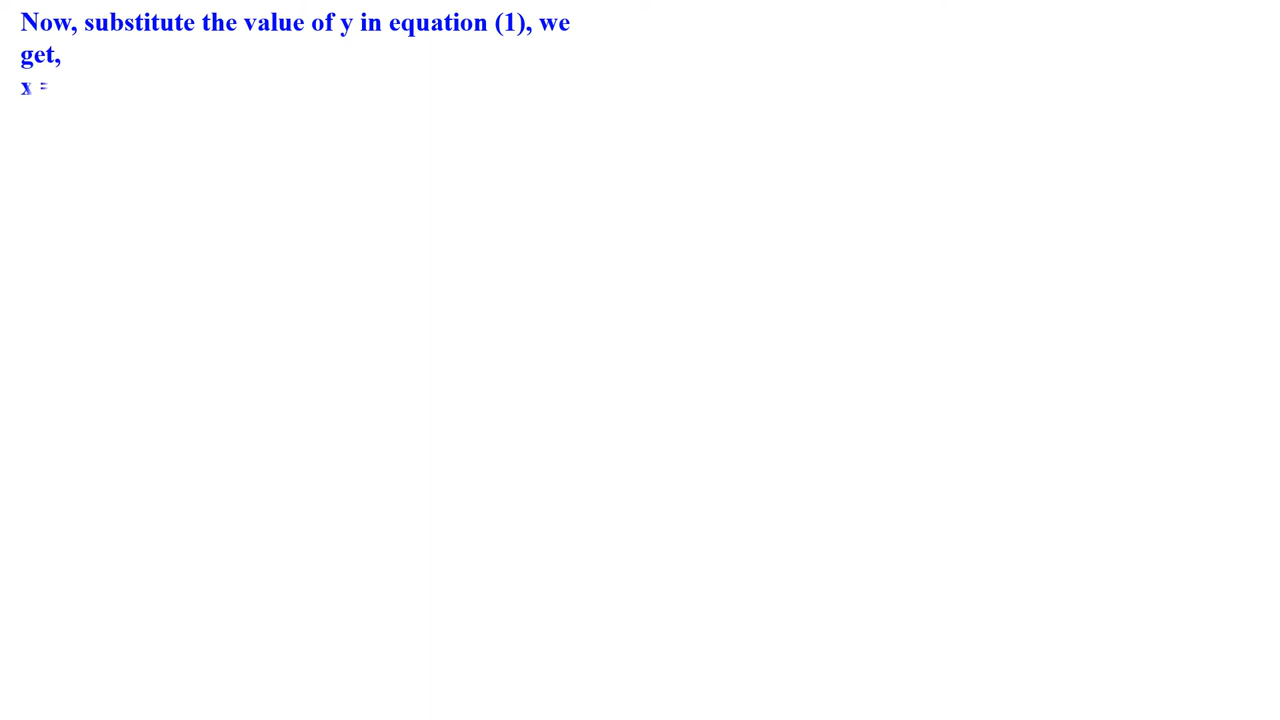 Now, substitute the value of y in equation (1), we
get,
x =